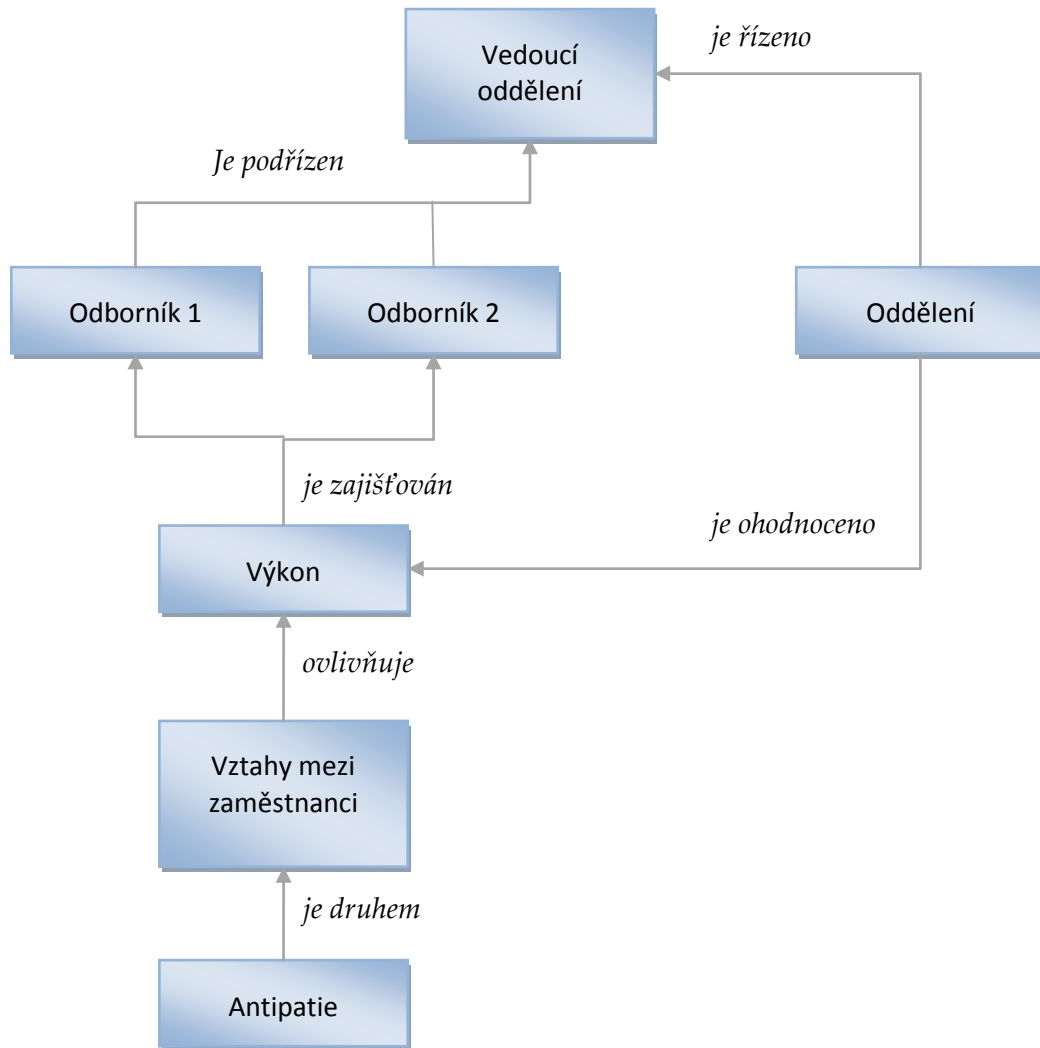 je řízeno
Vedoucí
oddělení
Je podřízen
Odborník 1
Odborník 2
Oddělení
je zajišťován
je ohodnoceno
Výkon
ovlivňuje
Vztahy mezi
zaměstnanci
je druhem
Antipatie